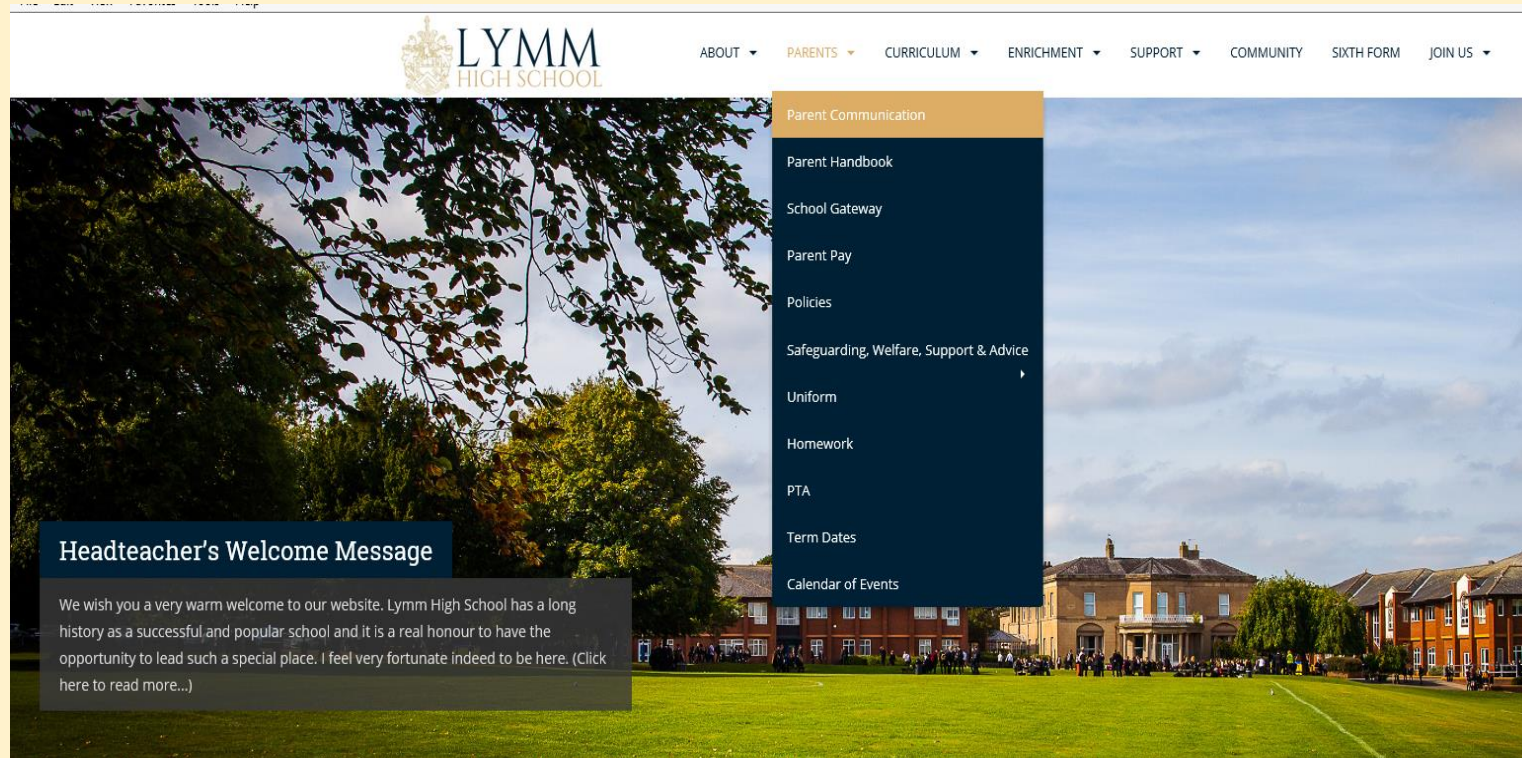 LYMM
HIGH SCHOOL
ABOUT
PARENTS
CURRICULUM
ENRICHMENT
SUPPORT
COMMUNITY
SIXTH FORM
JOIN US
Parent Communication
Parent Handbook
School Gateway
Parent Pay
Policies
Safeguarding, Welfare, Support & Advice
Uniform
Homework
PTA
Term Dates
Calendar of Events
Headteacher's Welcome Message
We wish you a very warm welcome to our website. Lymm High School has a long
history as a successful and popular school and it is a real honour to have the
opportunity to lead such a special place. I feel very fortunate indeed to be here. (Click
here to read more...)